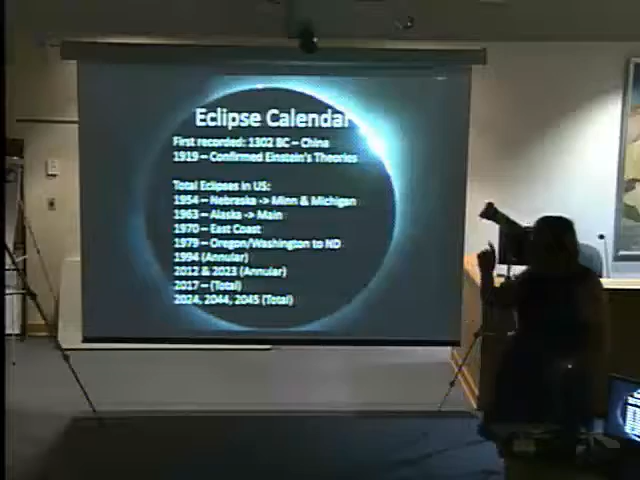 Eclipse Calendar
First recorded: 1302 BC – China
1919 – Confirmed Einstein's Theories
Total Eclipses in US:
1954 – Nebraska -> Minn & Michigan
1963 – Alaska -> Main
1970 – East Coast
1979 – Oregon/Washington to ND
1994 (Annular)
2012 & 2023 (Annular)
2017 – (Total)
2024, 2044, 2045 (Total)